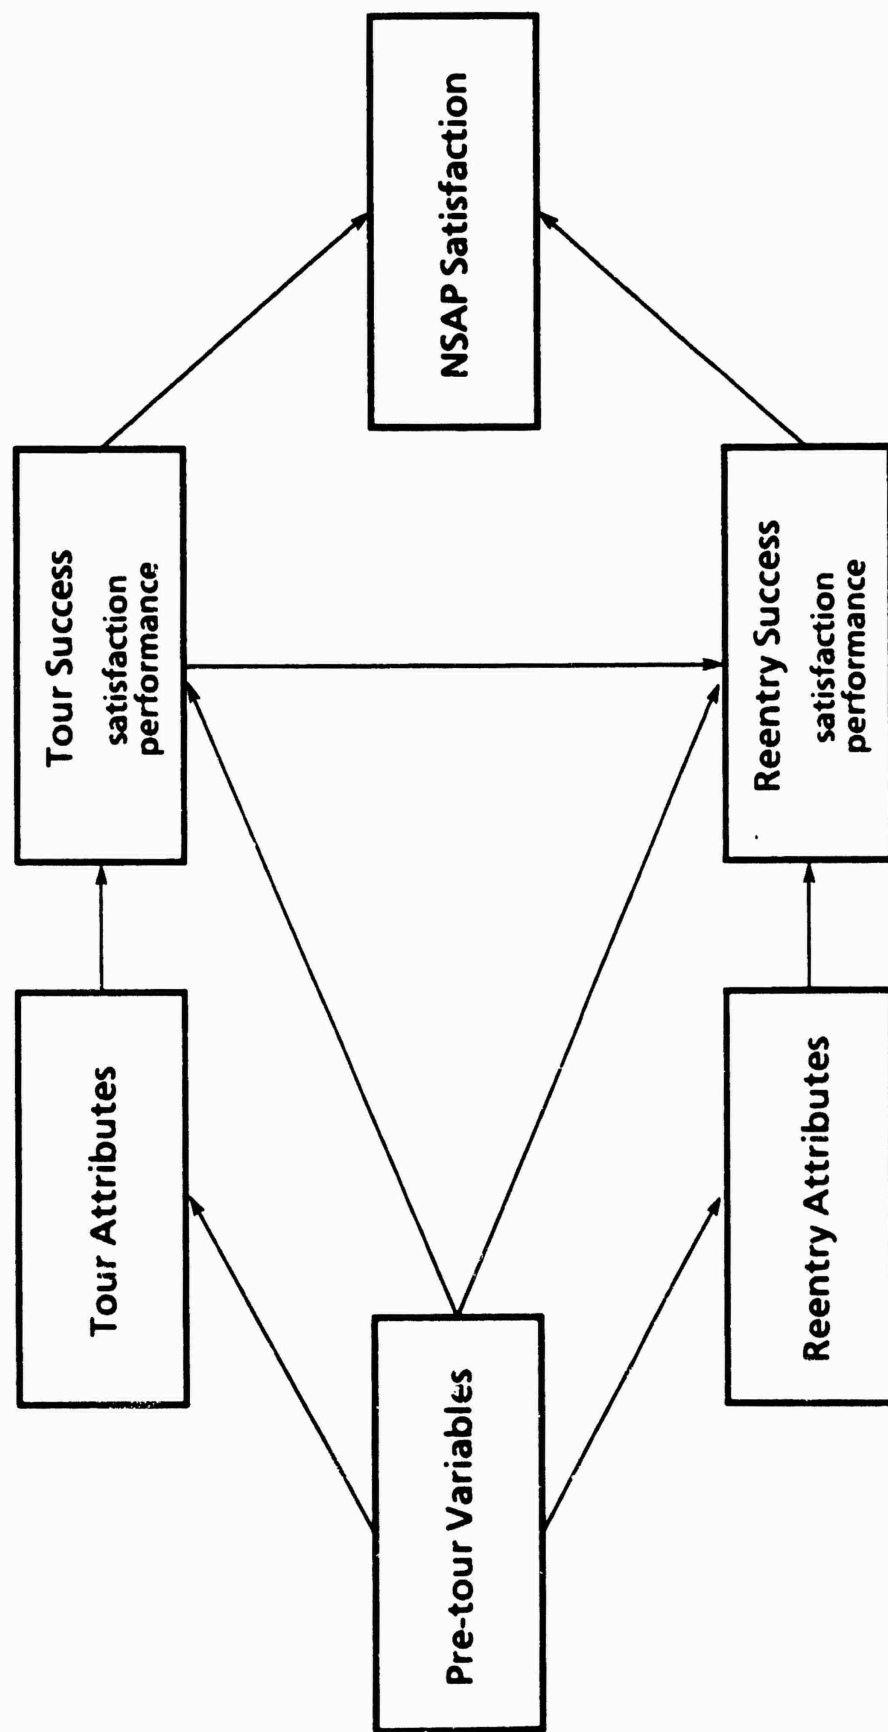 Tour Attributes
Tour Success
satisfaction
performance
Pre-tour Variables
NSAP Satisfaction
Reentry Attributes
Reentry Success
satisfaction
performance